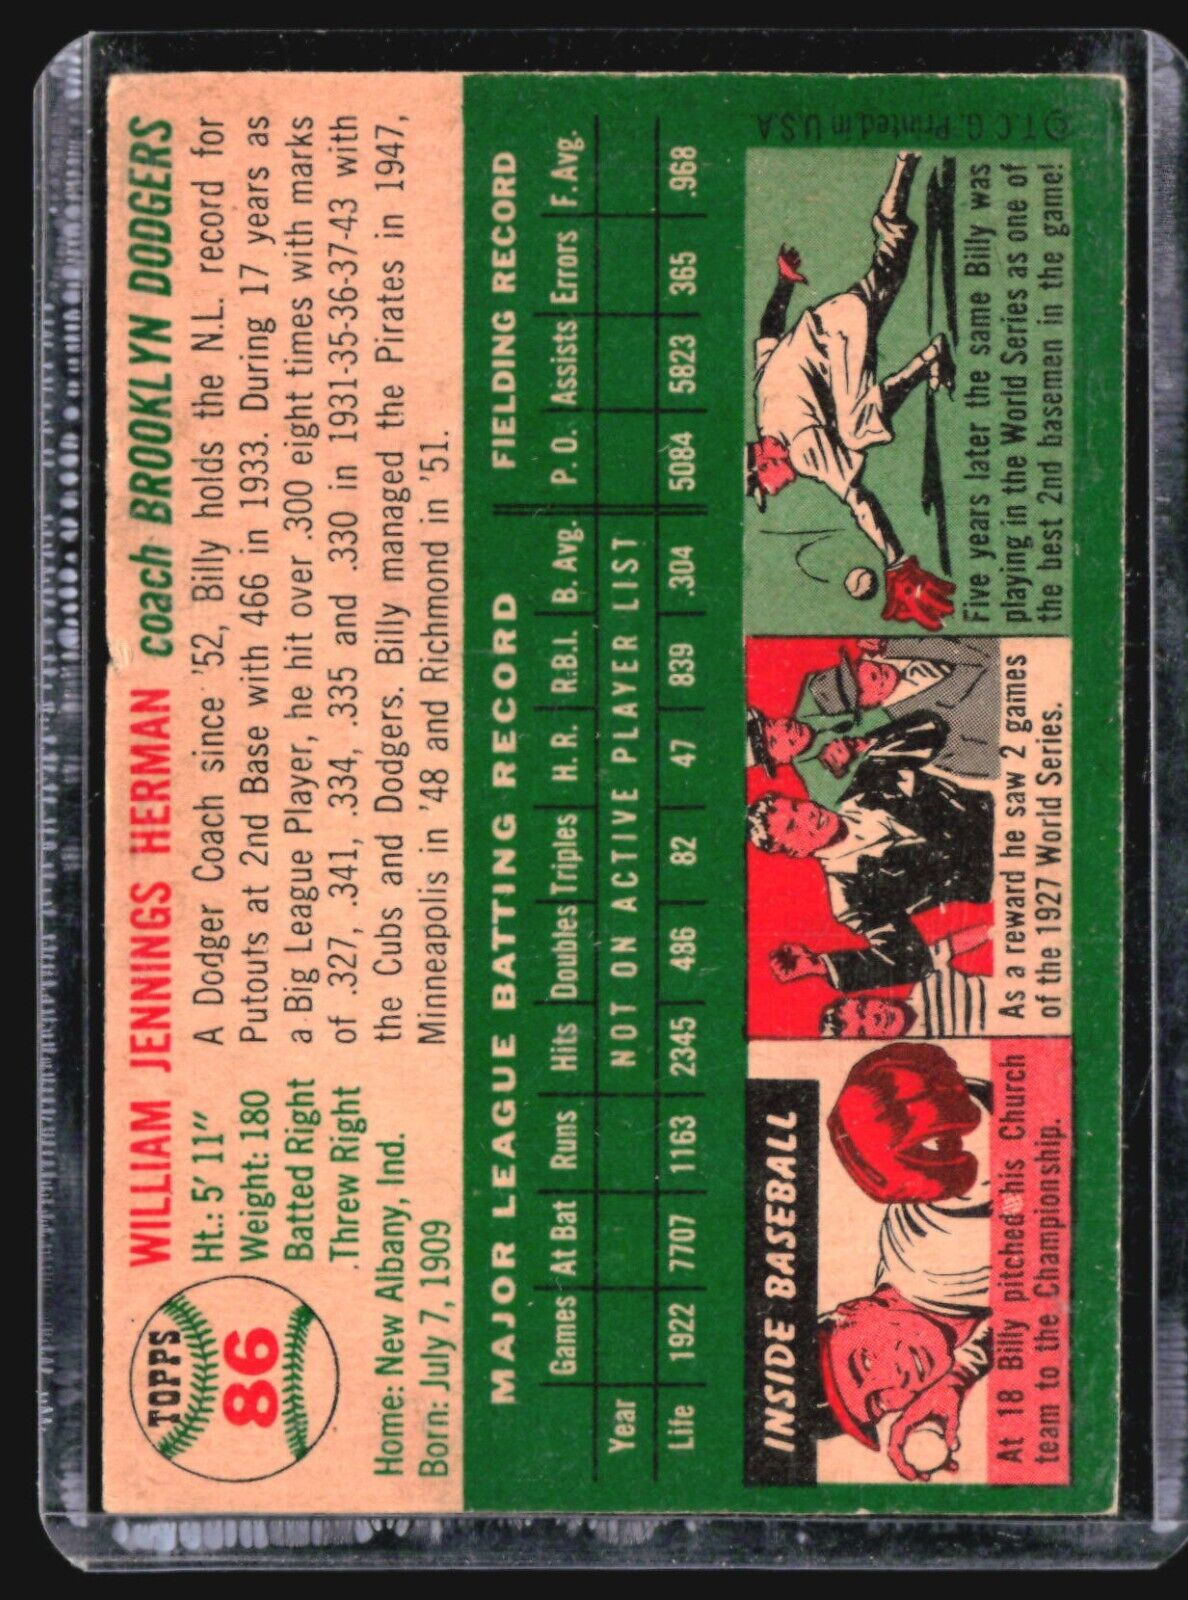 TOPPS
86
WILLIAM JENNINGS HERMAN coach BROOKLYN DODGERS
Ht.: 5' 11"
Weight: 180
Batted Right
Threw Right
Home: New Albany, Ind.
Born: July 7, 1909
A Dodger Coach since '52, Billy holds the N.L. record for
Putouts at 2nd Base with 466 in 1933. During 17 years as
a Big League Player, he hit over .300 eight times with marks
of .327, .341, .334, .335 and .330 in 1931-35-36-37-43 with
the Cubs and Dodgers. Billy managed the Pirates in 1947,
Minneapolis in '48 and Richmond in '51.
MAJOR LEAGUE BATTING RECORD FIELDING RECORD
Games At Bat Runs Hits Doubles Triples H. R. R.B.I. B. Avg. P. O. Assists Errors F. Avg.
Year NOT ON ACTIVE PLAYER LIST
Life 1922 7707 1163 2345 486 82 47 839 .304 5084 5823 365 .968
INSIDE BASEBALL
At 18 Billy pitched his Church
team to the Championship.
As a reward he saw 2 games
of the 1927 World Series.
Five years later the same Billy was
playing in the World Series as one of
the best 2nd basemen in the game!
©T.C.G. Printed in U.S.A.